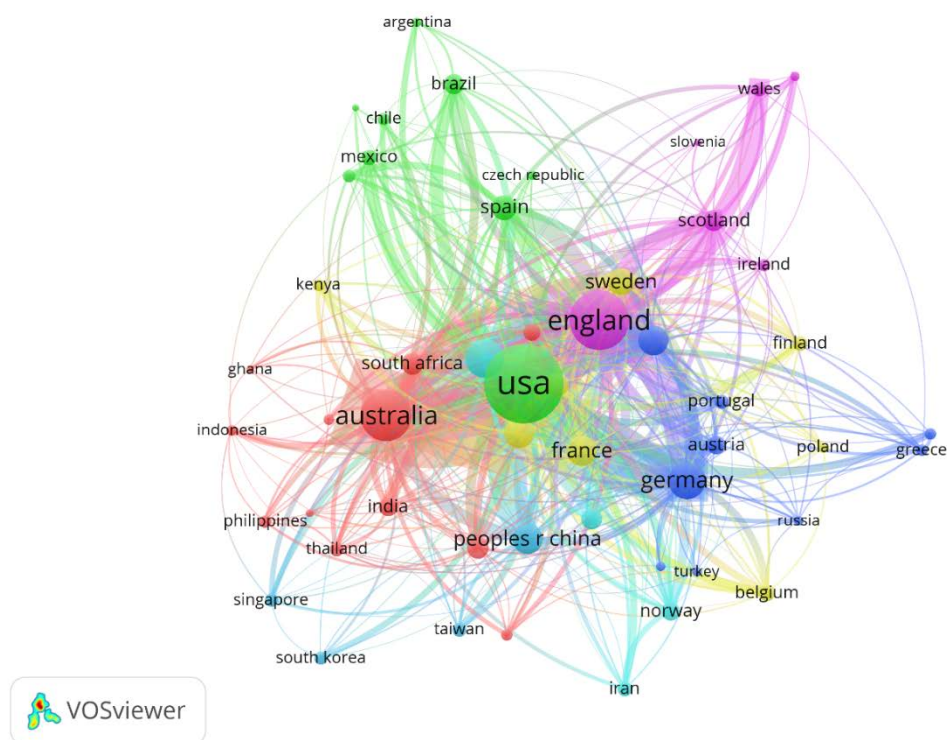 argentina
brazil
wales
chile
slovenia
mexico
czech republic
spain
scotland
ireland
sweden
kenya
england
finland
south africa
ghana
usa
portugal
australia
indonesia
austria
poland
greece
france
germany
india
philippines
russia
peoples r china
thailand
turkey
belgium
singapore
norway
taiwan
south korea
iran
VOSviewer